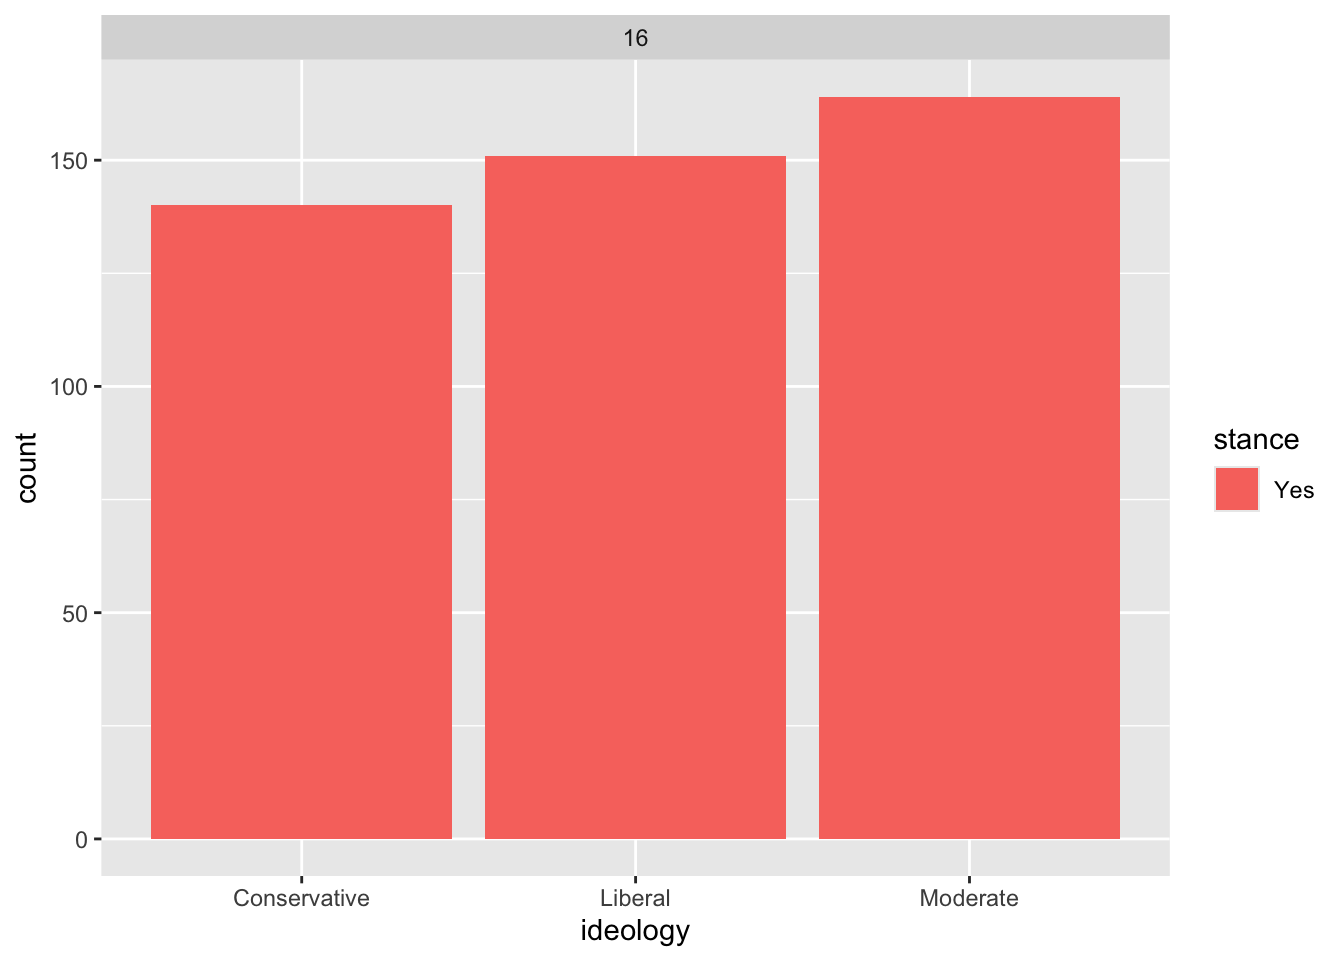 16
150
100
50
0
count
Conservative
Liberal
Moderate
ideology
stance
Yes